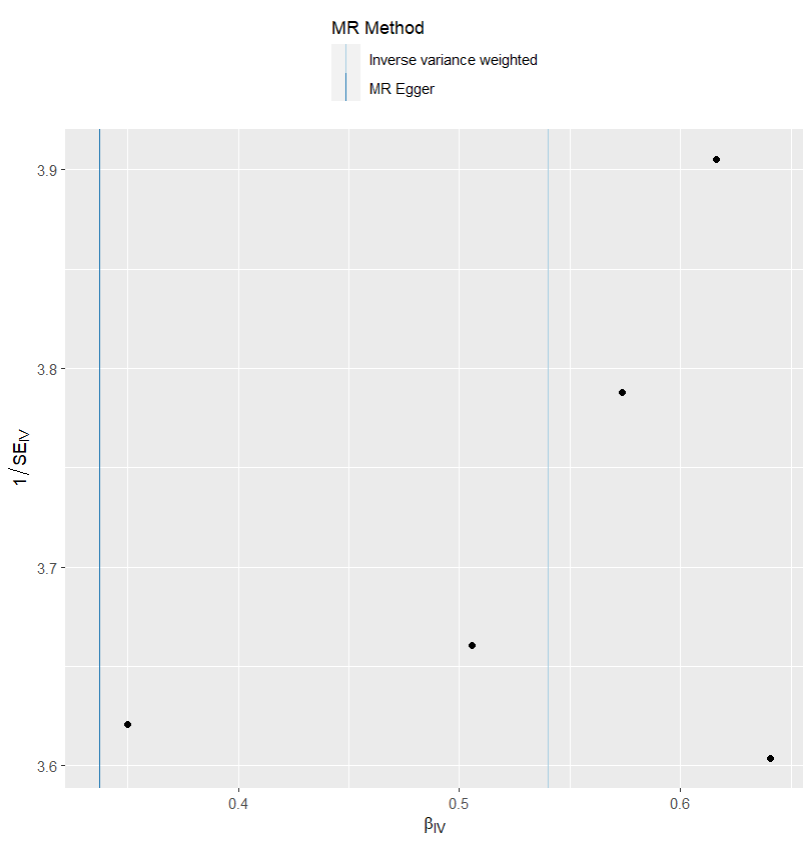 MR Method
Inverse variance weighted
MR Egger
3.9
3.8
3.7
3.6
1 / SE_IV
0.4 0.5 0.6
β_IV